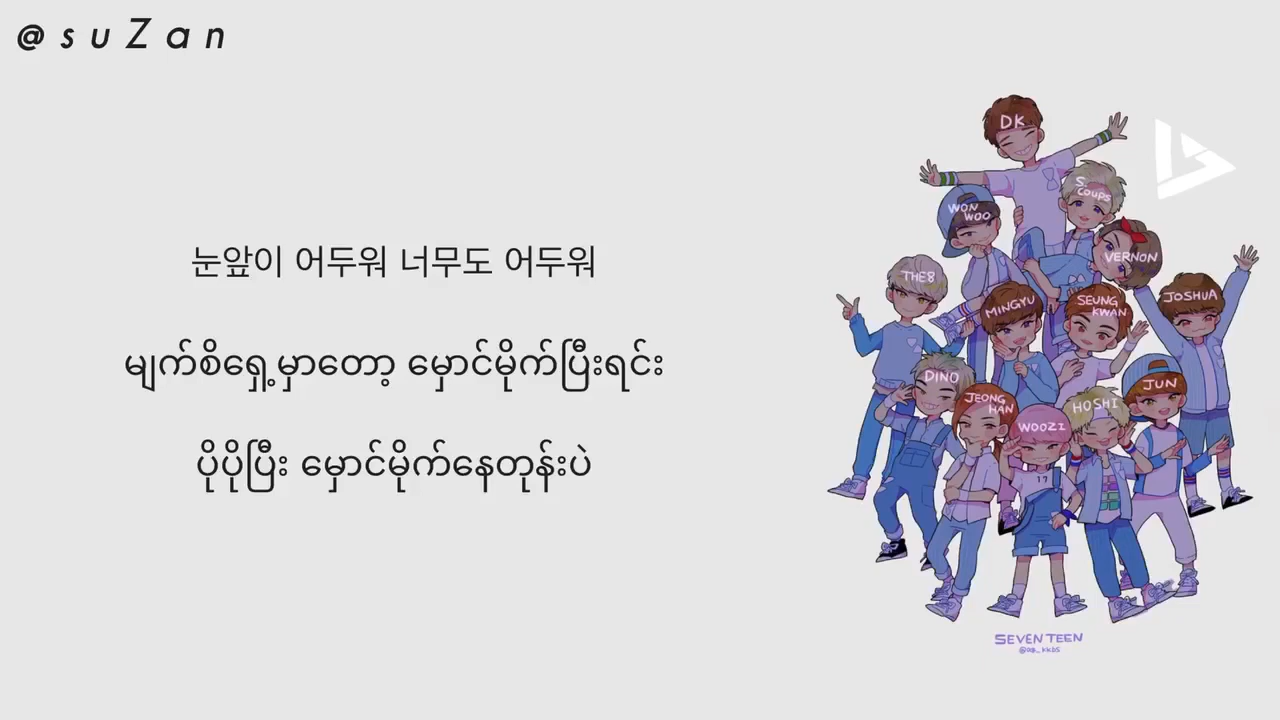 @suZan
눈앞이 어두워 너무도 어두워
မျက်စိရှေ့မှာတော့ မှောင်မိုက်ပြီးရင်း
ပိုပိုပြီး မှောင်မိုက်နေတုန်းပဲ
DK
S.Coups
WON
WOO
VERNON
THE8
MINGYU
SEUNG
KWAN
JOSHUA
DINO
JEONG
HAN
WOOZI
HOSHI
JUN
17
SEVENTEEN